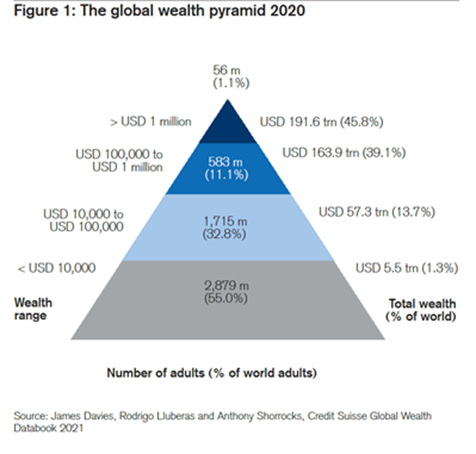 Figure 1: The global wealth pyramid 2020
56 m
(1.1%)
> USD 1 million
USD 191.6 trn (45.8%)
USD 100,000 to
USD 1 million
583 m
(11.1%)
USD 163.9 trn (39.1%)
USD 10,000 to
USD 100,000
1,715 m
(32.8%)
USD 57.3 trn (13.7%)
< USD 10,000
2,879 m
(55.0%)
USD 5.5 trn (1.3%)
Wealth
range
Total wealth
(% of world)
Number of adults (% of world adults)
Source: James Davies, Rodrigo Lluberas and Anthony Shorrocks, Credit Suisse Global Wealth
Databook 2021